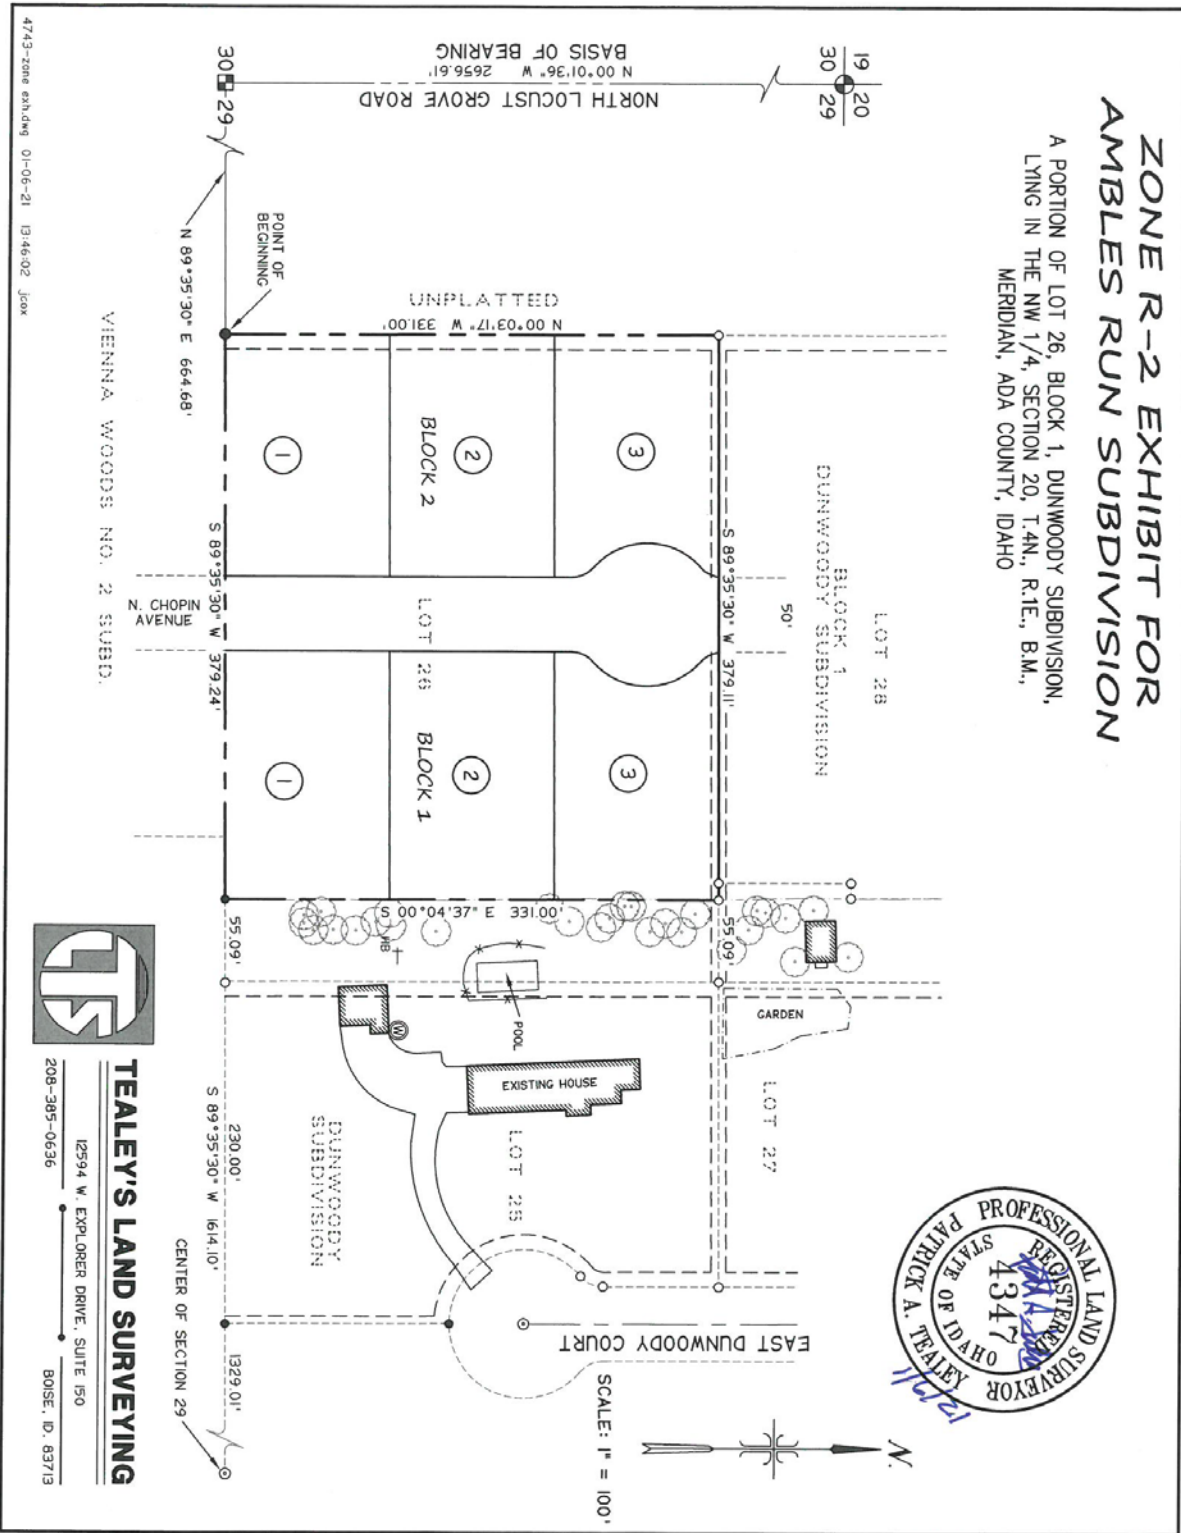 ZONE R-2 EXHIBIT FOR
AMBLES RUN SUBDIVISION
A PORTION OF LOT 26, BLOCK 1, DUNWOODY SUBDIVISION,
LYING IN THE NW 1/4, SECTION 20, T.4N., R.1E., B.M.,
MERIDIAN, ADA COUNTY, IDAHO
PROFESSIONAL LAND SURVEYOR
REGISTERED
4347
STATE OF IDAHO
PATRICK A. TEALEY
N.
SCALE: 1" = 100'
19 20
30 29
NORTH LOCUST GROVE ROAD
N 00°01'36" W 2656.61'
BASIS OF BEARING
30 29
LOT 28
BLOCK 1
DUNWOODY SUBDIVISION
50'
S 89°35'30" W 379.11'
55.09'
GARDEN
LOT 27
UNPLATTED
N 00°03'17" W 331.00'
3
2
BLOCK 2
1
LOT 26
3
2
BLOCK 1
1
S 00°04'37" E 331.00'
HB
POOL
W
EXISTING HOUSE
LOT 25
DUNWOODY
SUBDIVISION
EAST DUNWOODY COURT
POINT OF
BEGINNING
N 89°35'30" E 664.68'
S 89°35'30" W 379.24'
N. CHOPIN
AVENUE
55.09'
230.00'
S 89°35'30" W 1614.10'
1329.01'
CENTER OF SECTION 29
VIENNA WOODS NO. 2 SUBD.
TLS
TEALEY'S LAND SURVEYING
12594 W. EXPLORER DRIVE, SUITE 150
208-385-0636
BOISE, ID. 83713
4743-zone exh.dwg 01-06-21 13:46:02 jcox